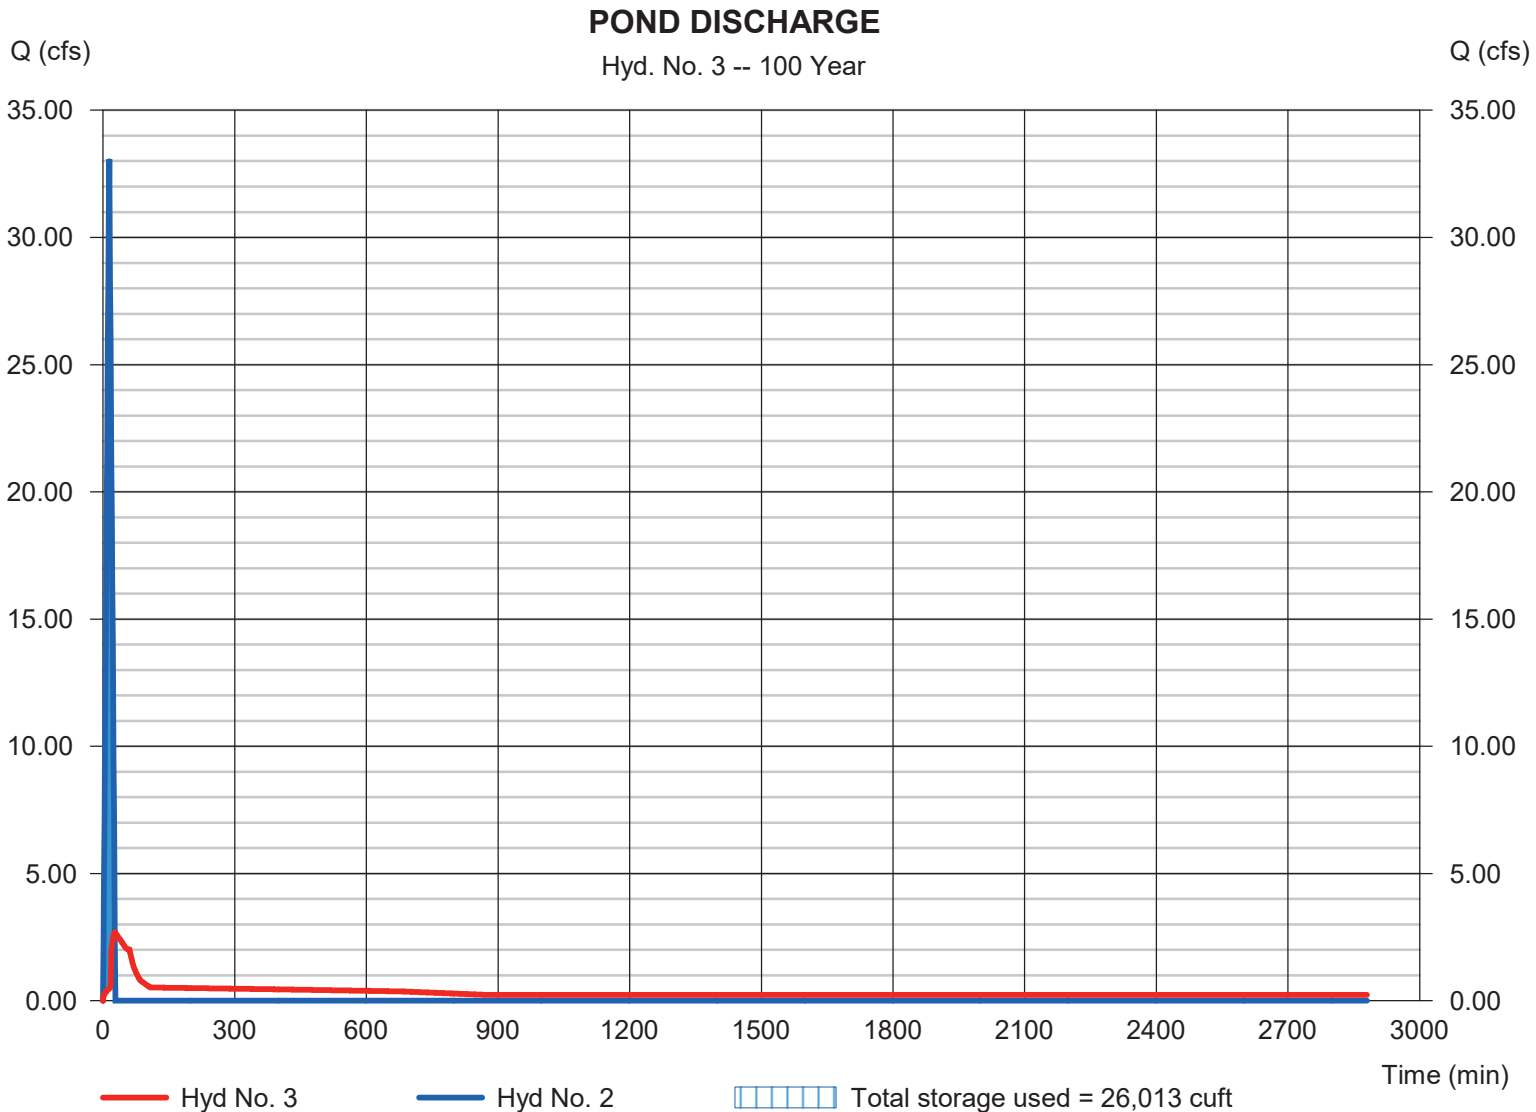 POND DISCHARGE
Q (cfs) Q (cfs)
Hyd. No. 3 -- 100 Year
35.00 35.00
30.00 30.00
25.00 25.00
20.00 20.00
15.00 15.00
10.00 10.00
5.00 5.00
0.00 0.00
0 300 600 900 1200 1500 1800 2100 2400 2700 3000
Time (min)
Hyd No. 3 Hyd No. 2 Total storage used = 26,013 cuft